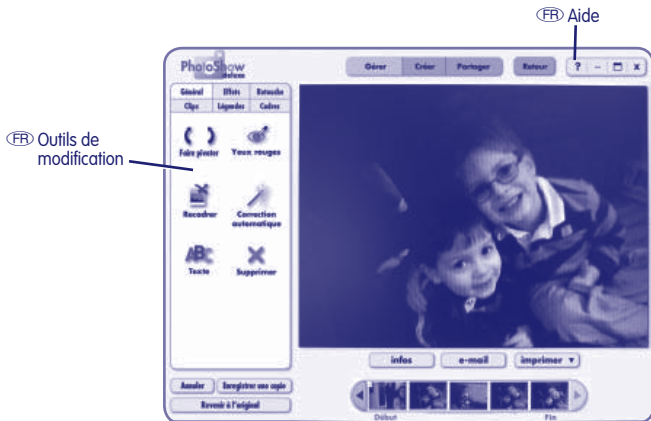 FR Aide
PhotoShow
deluxe
Gérer Créer Partager Retour ? – x
Général Effets Retouche
Clips Légendes Cadres
FR Outils de
modification
Faire pivoter Yeux rouges
Recadrer Correction
automatique
ABC
Texte Supprimer
infos e-mail imprimer
Annuler Enregistrer une copie
Revenir à l'original
Début Fin